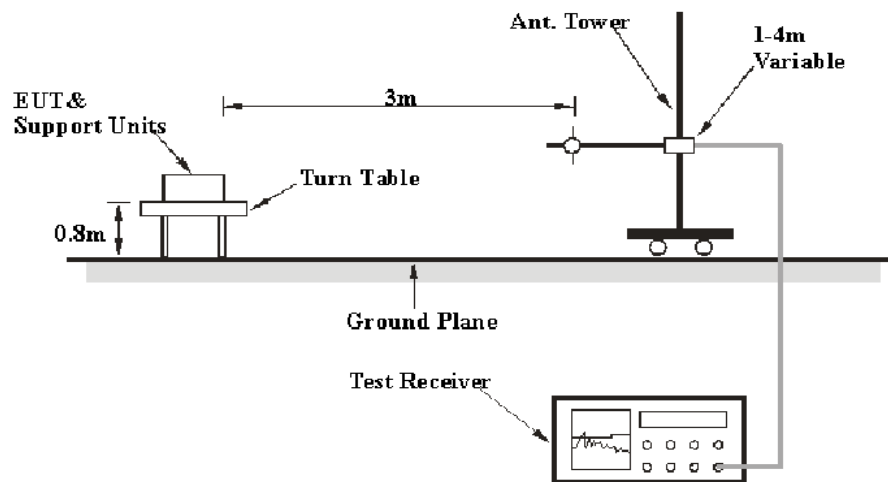 Ant. Tower
1-4m
Variable
3m
EUT&
Support Units
Turn Table
0.8m
Ground Plane
Test Receiver